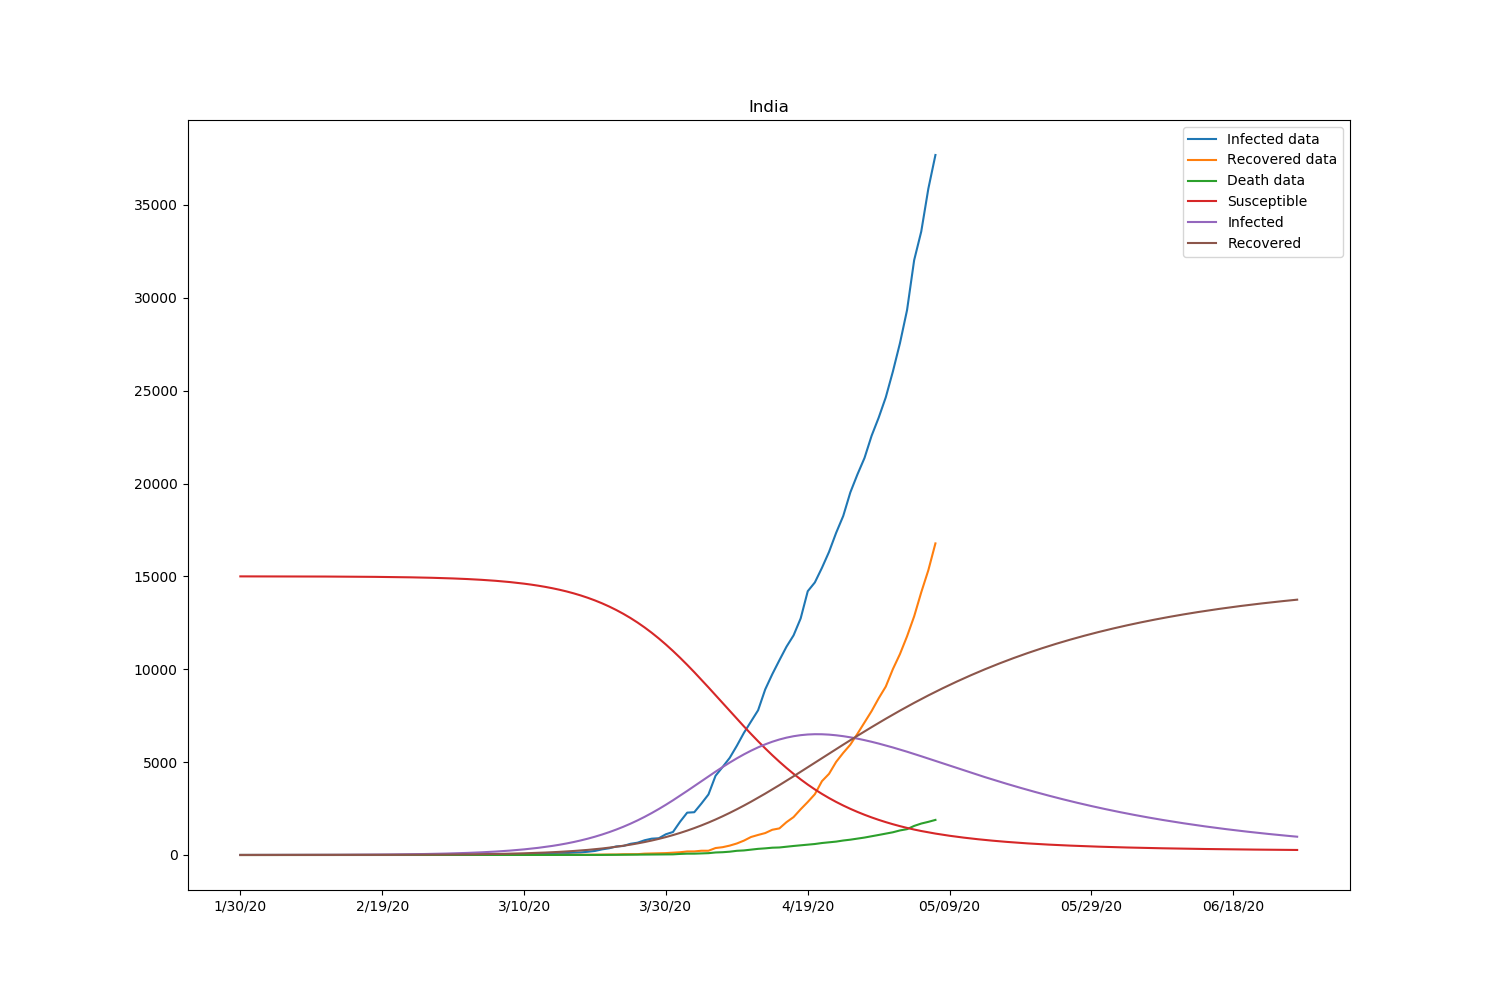 India
Infected data
Recovered data
Death data
Susceptible
Infected
Recovered
35000
30000
25000
20000
15000
10000
5000
0
1/30/20 2/19/20 3/10/20 3/30/20 4/19/20 05/09/20 05/29/20 06/18/20